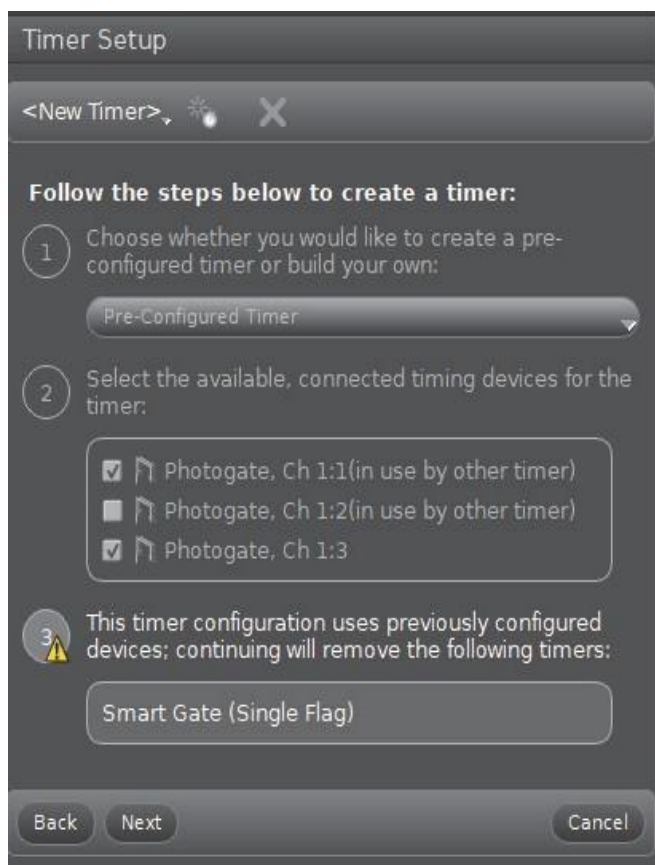 Timer Setup
<New Timer>
Follow the steps below to create a timer:
1
Choose whether you would like to create a pre-
configured timer or build your own:
Pre-Configured Timer
2
Select the available, connected timing devices for the
timer:
Photogate, Ch 1:1(in use by other timer)
Photogate, Ch 1:2(in use by other timer)
Photogate, Ch 1:3
3
This timer configuration uses previously configured
devices; continuing will remove the following timers:
Smart Gate (Single Flag)
Back Next Cancel